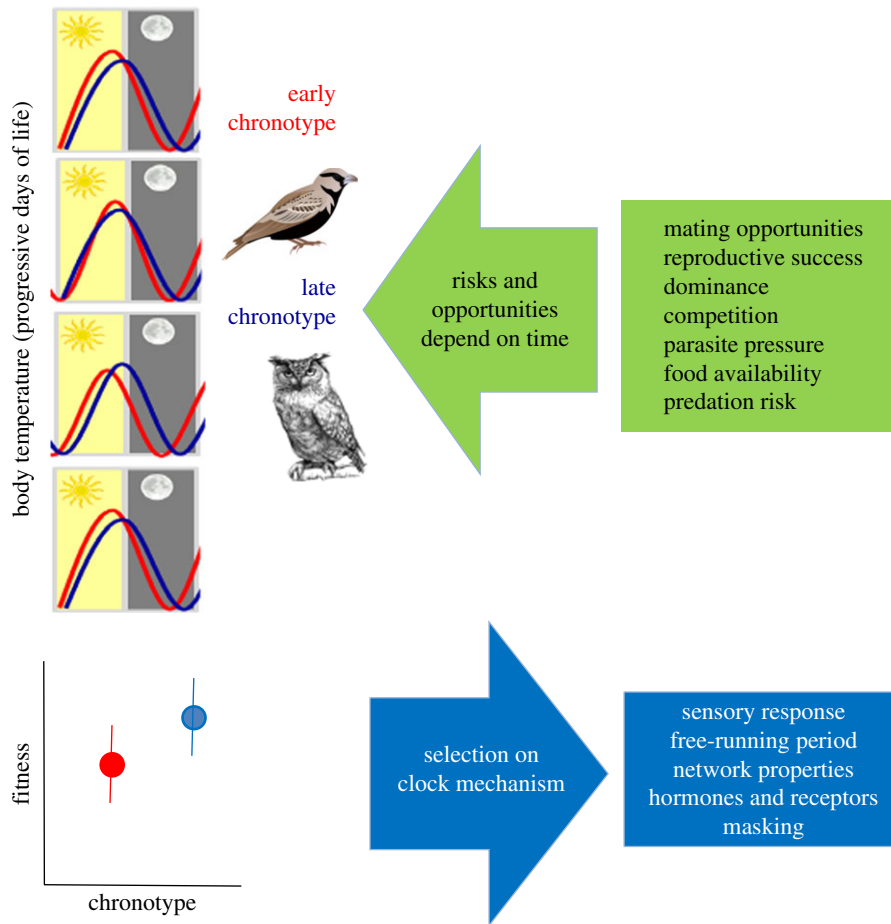 body temperature (progressive days of life)
early
chronotype
late
chronotype
risks and
opportunities
depend on time
mating opportunities
reproductive success
dominance
competition
parasite pressure
food availability
predation risk
fitness
chronotype
selection on
clock mechanism
sensory response
free-running period
network properties
hormones and receptors
masking